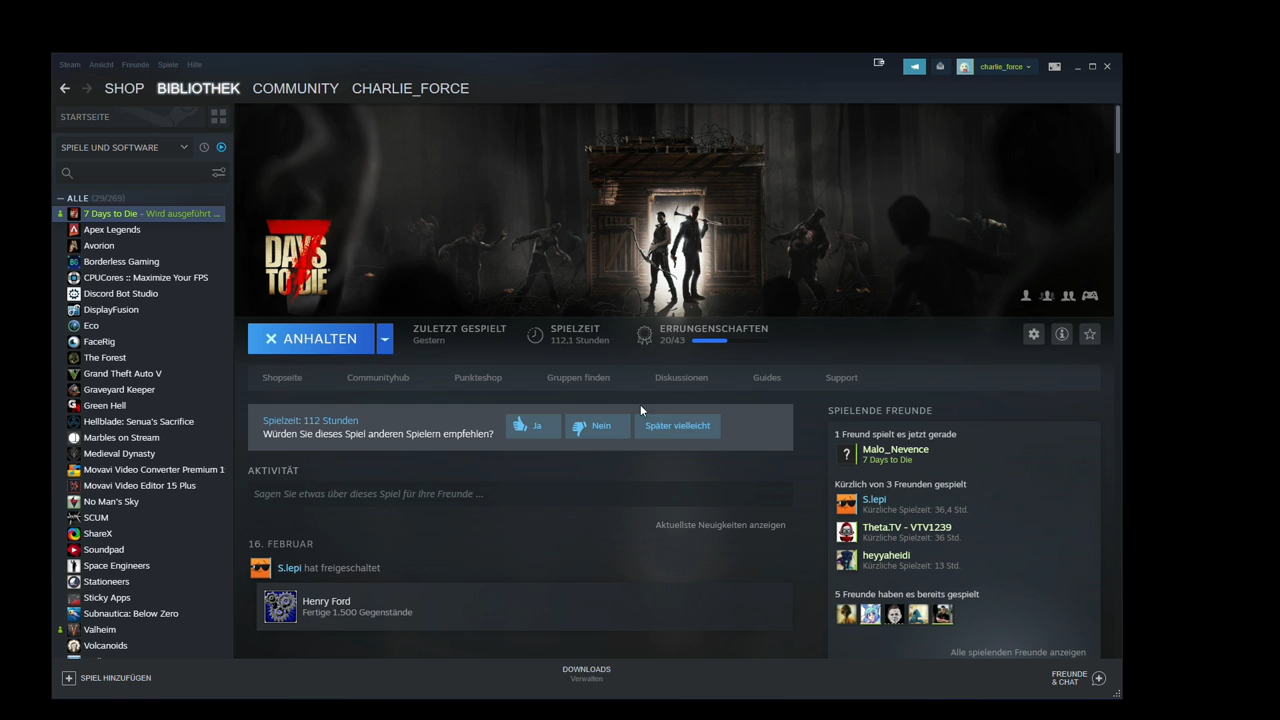 Steam Ansicht Freunde Spiele Hilfe
charlie_force
SHOP BIBLIOTHEK COMMUNITY CHARLIE_FORCE
STARTSEITE
SPIELE UND SOFTWARE
ALLE (29/269)
7 Days to Die - Wird ausgeführt ...
Apex Legends
Avorion
Borderless Gaming
CPUCores :: Maximize Your FPS
Discord Bot Studio
DisplayFusion
Eco
FaceRig
The Forest
Grand Theft Auto V
Graveyard Keeper
Green Hell
Hellblade: Senua's Sacrifice
Marbles on Stream
Medieval Dynasty
Movavi Video Converter Premium 1
Movavi Video Editor 15 Plus
No Man's Sky
SCUM
ShareX
Soundpad
Space Engineers
Stationeers
Sticky Apps
Subnautica: Below Zero
Valheim
Volcanoids
SPIEL HINZUFÜGEN
7
DAYS
TO DIE
ANHALTEN
ZULETZT GESPIELT
Gestern
SPIELZEIT
112,1 Stunden
ERRUNGENSCHAFTEN
20/43
Shopseite Communityhub Punkteshop Gruppen finden Diskussionen Guides Support
Spielzeit: 112 Stunden
Würden Sie dieses Spiel anderen Spielern empfehlen?
Ja Nein Später vielleicht
AKTIVITÄT
Sagen Sie etwas über dieses Spiel für Ihre Freunde ...
Aktuellste Neuigkeiten anzeigen
16. FEBRUAR
S.lepi hat freigeschaltet
Henry Ford
Fertige 1.500 Gegenstände
SPIELENDE FREUNDE
1 Freund spielt es jetzt gerade
?
Malo_Nevence
7 Days to Die
Kürzlich von 3 Freunden gespielt
S.lepi
Kürzliche Spielzeit: 36,4 Std.
Theta.TV - VTV1239
Kürzliche Spielzeit: 36 Std.
heyyaheidi
Kürzliche Spielzeit: 13 Std.
5 Freunde haben es bereits gespielt
Alle spielenden Freunde anzeigen
DOWNLOADS
Verwalten
FREUNDE
& CHAT